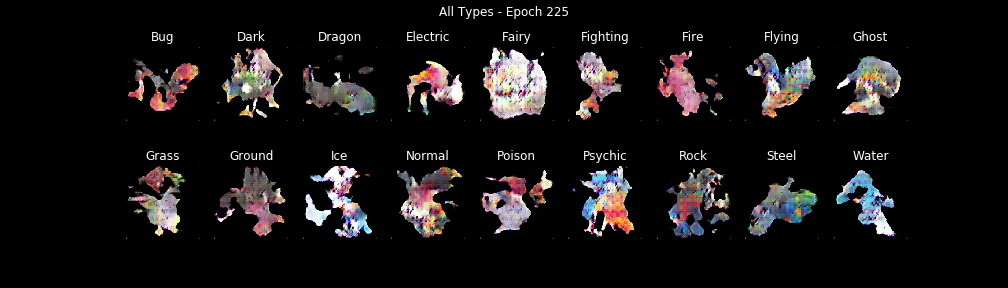 All Types - Epoch 225
Bug Dark Dragon Electric Fairy Fighting Fire Flying Ghost
Grass Ground Ice Normal Poison Psychic Rock Steel Water